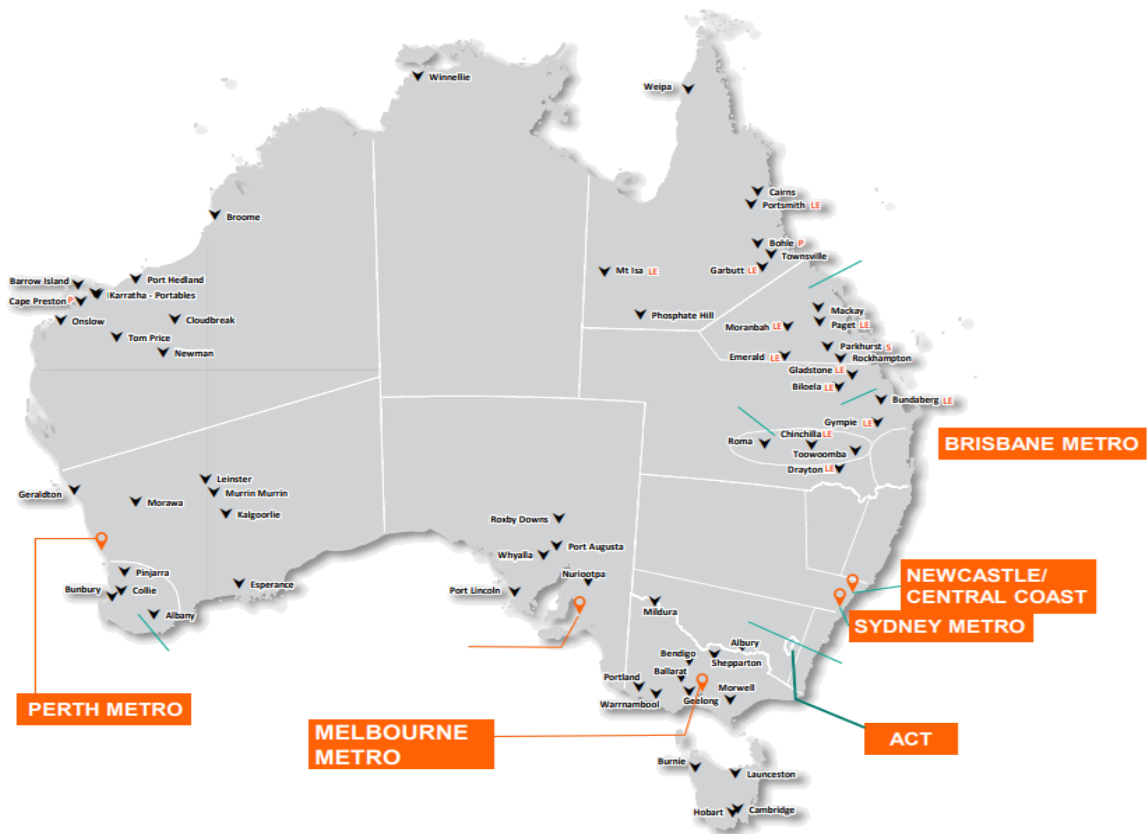 Winnellie
Weipa
Cairns
Portsmith LE
Broome
Bohle P
Townsville
Mt Isa LE
Garbutt LE
Barrow Island
Port Hedland
Karratha - Portables
Cape Preston P
Onslow
Cloudbreak
Phosphate Hill
Mackay
Paget LE
Moranbah LE
Tom Price
Newman
Parkhurst S
Rockhampton
Emerald LE
Gladstone LE
Biloela LE
Bundaberg LE
Gympie LE
Chinchilla LE
Roma
Toowoomba
BRISBANE METRO
Drayton LE
Leinster
Geraldton
Murrin Murrin
Morawa
Kalgoorlie
Roxby Downs
Port Augusta
Whyalla
Pinjarra
Nuriootpa
Bunbury
Collie
Esperance
Port Lincoln
NEWCASTLE/
CENTRAL COAST
Mildura
Albany
SYDNEY METRO
Albury
Bendigo
Shepparton
Ballarat
Portland
Morwell
Warrnambool
Geelong
PERTH METRO
MELBOURNE
METRO
ACT
Burnie
Launceston
Hobart
Cambridge